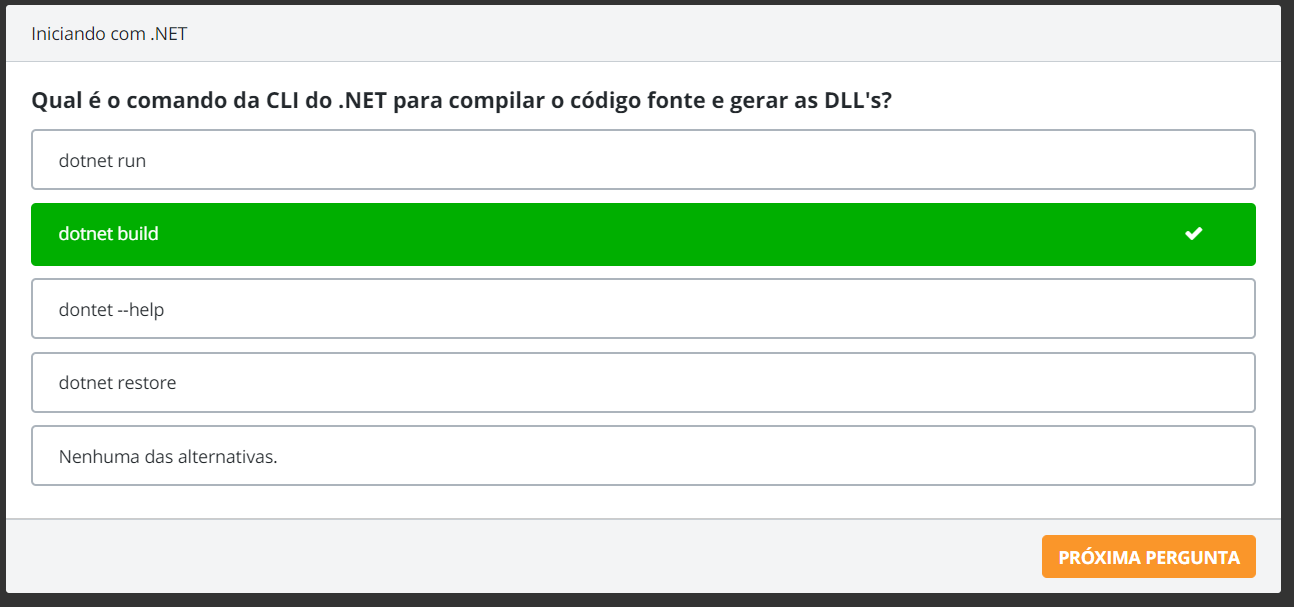 Iniciando com .NET
Qual é o comando da CLI do .NET para compilar o código fonte e gerar as DLL's?
dotnet run
dotnet build
dontet --help
dotnet restore
Nenhuma das alternativas.
PRÓXIMA PERGUNTA